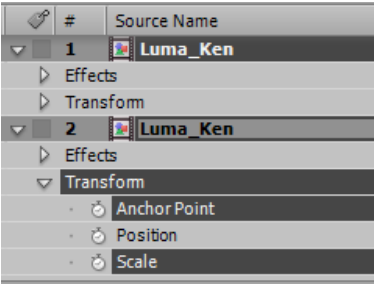 # Source Name
1 Luma_Ken
Effects
Transform
2 Luma_Ken
Effects
Transform
Anchor Point
Position
Scale